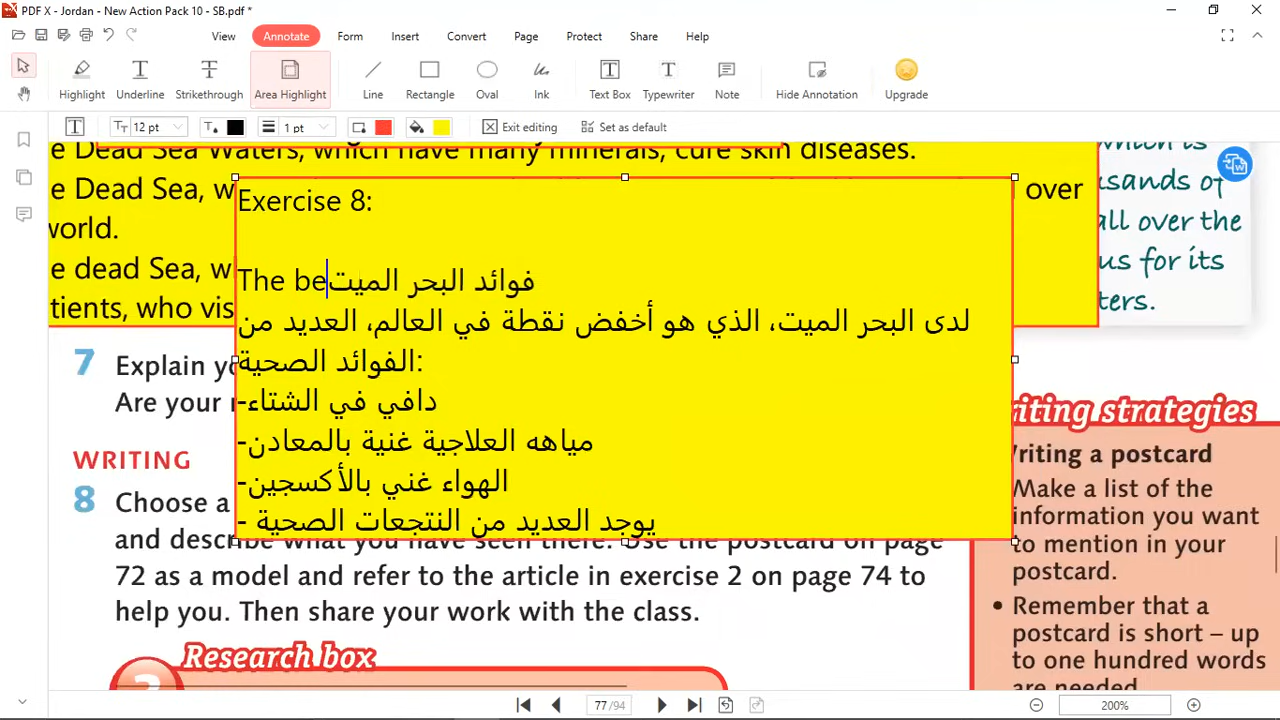 PDF X - Jordan - New Action Pack 10 - SB.pdf *
View Annotate Form Insert Convert Page Protect Share Help
Highlight Underline Strikethrough Area Highlight Line Rectangle Oval Ink Text Box Typewriter Note Hide Annotation Upgrade
12 pt 1 pt Exit editing Set as default
e Dead Sea Waters, which have many minerals, cure skin diseases.
e Dead Sea, w
over
world.
e dead Sea, w
tients, who vis
which is
usands of
all over the
us for its
ters.
Exercise 8:
The beفوائد البحر الميت
لدى البحر الميت، الذي هو أخفض نقطة في العالم، العديد من
الفوائد الصحية:
-دافي في الشتاء
-مياهه العلاجية غنية بالمعادن
-الهواء غني بالأكسجين
- يوجد العديد من النتجعات الصحية
7 Explain yo
Are your
WRITING
8 Choose a
and describe what you have seen there. Use the postcard on page
72 as a model and refer to the article in exercise 2 on page 74 to
help you. Then share your work with the class.
Research box
riting strategies
Writing a postcard
Make a list of the
information you want
to mention in your
postcard.
• Remember that a
postcard is short – up
to one hundred words
are needed.
77/94
200%